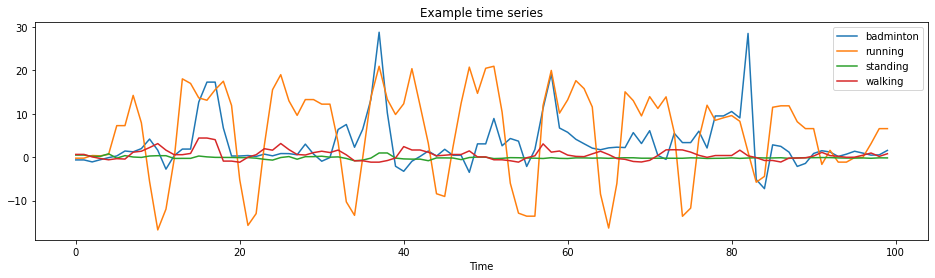 Example time series
30
20
10
0
−10
badminton
running
standing
walking
0 20 40 60 80 100
Time